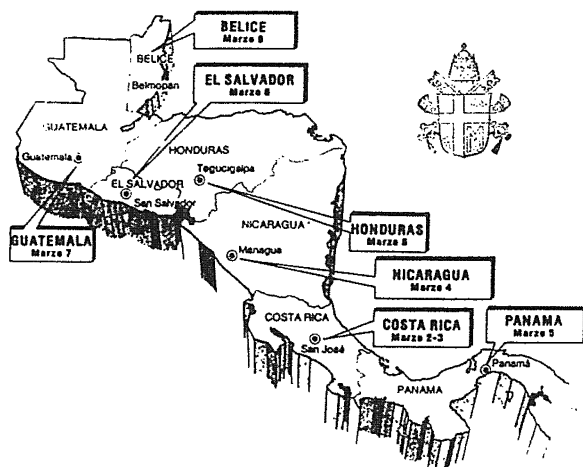 BELICE
Marzo 9
BELICE
Belmopan
EL SALVADOR
Marzo 6
GUATEMALA
HONDURAS
Guatemala
Tegucigalpa
EL SALVADOR
San Salvador
NICARAGUA
HONDURAS
Marzo 8
GUATEMALA
Marzo 7
Managua
NICARAGUA
Marzo 4
COSTA RICA
COSTA RICA
Marzo 2-3
PANAMA
Marzo 5
San José
Panamá
PANAMA